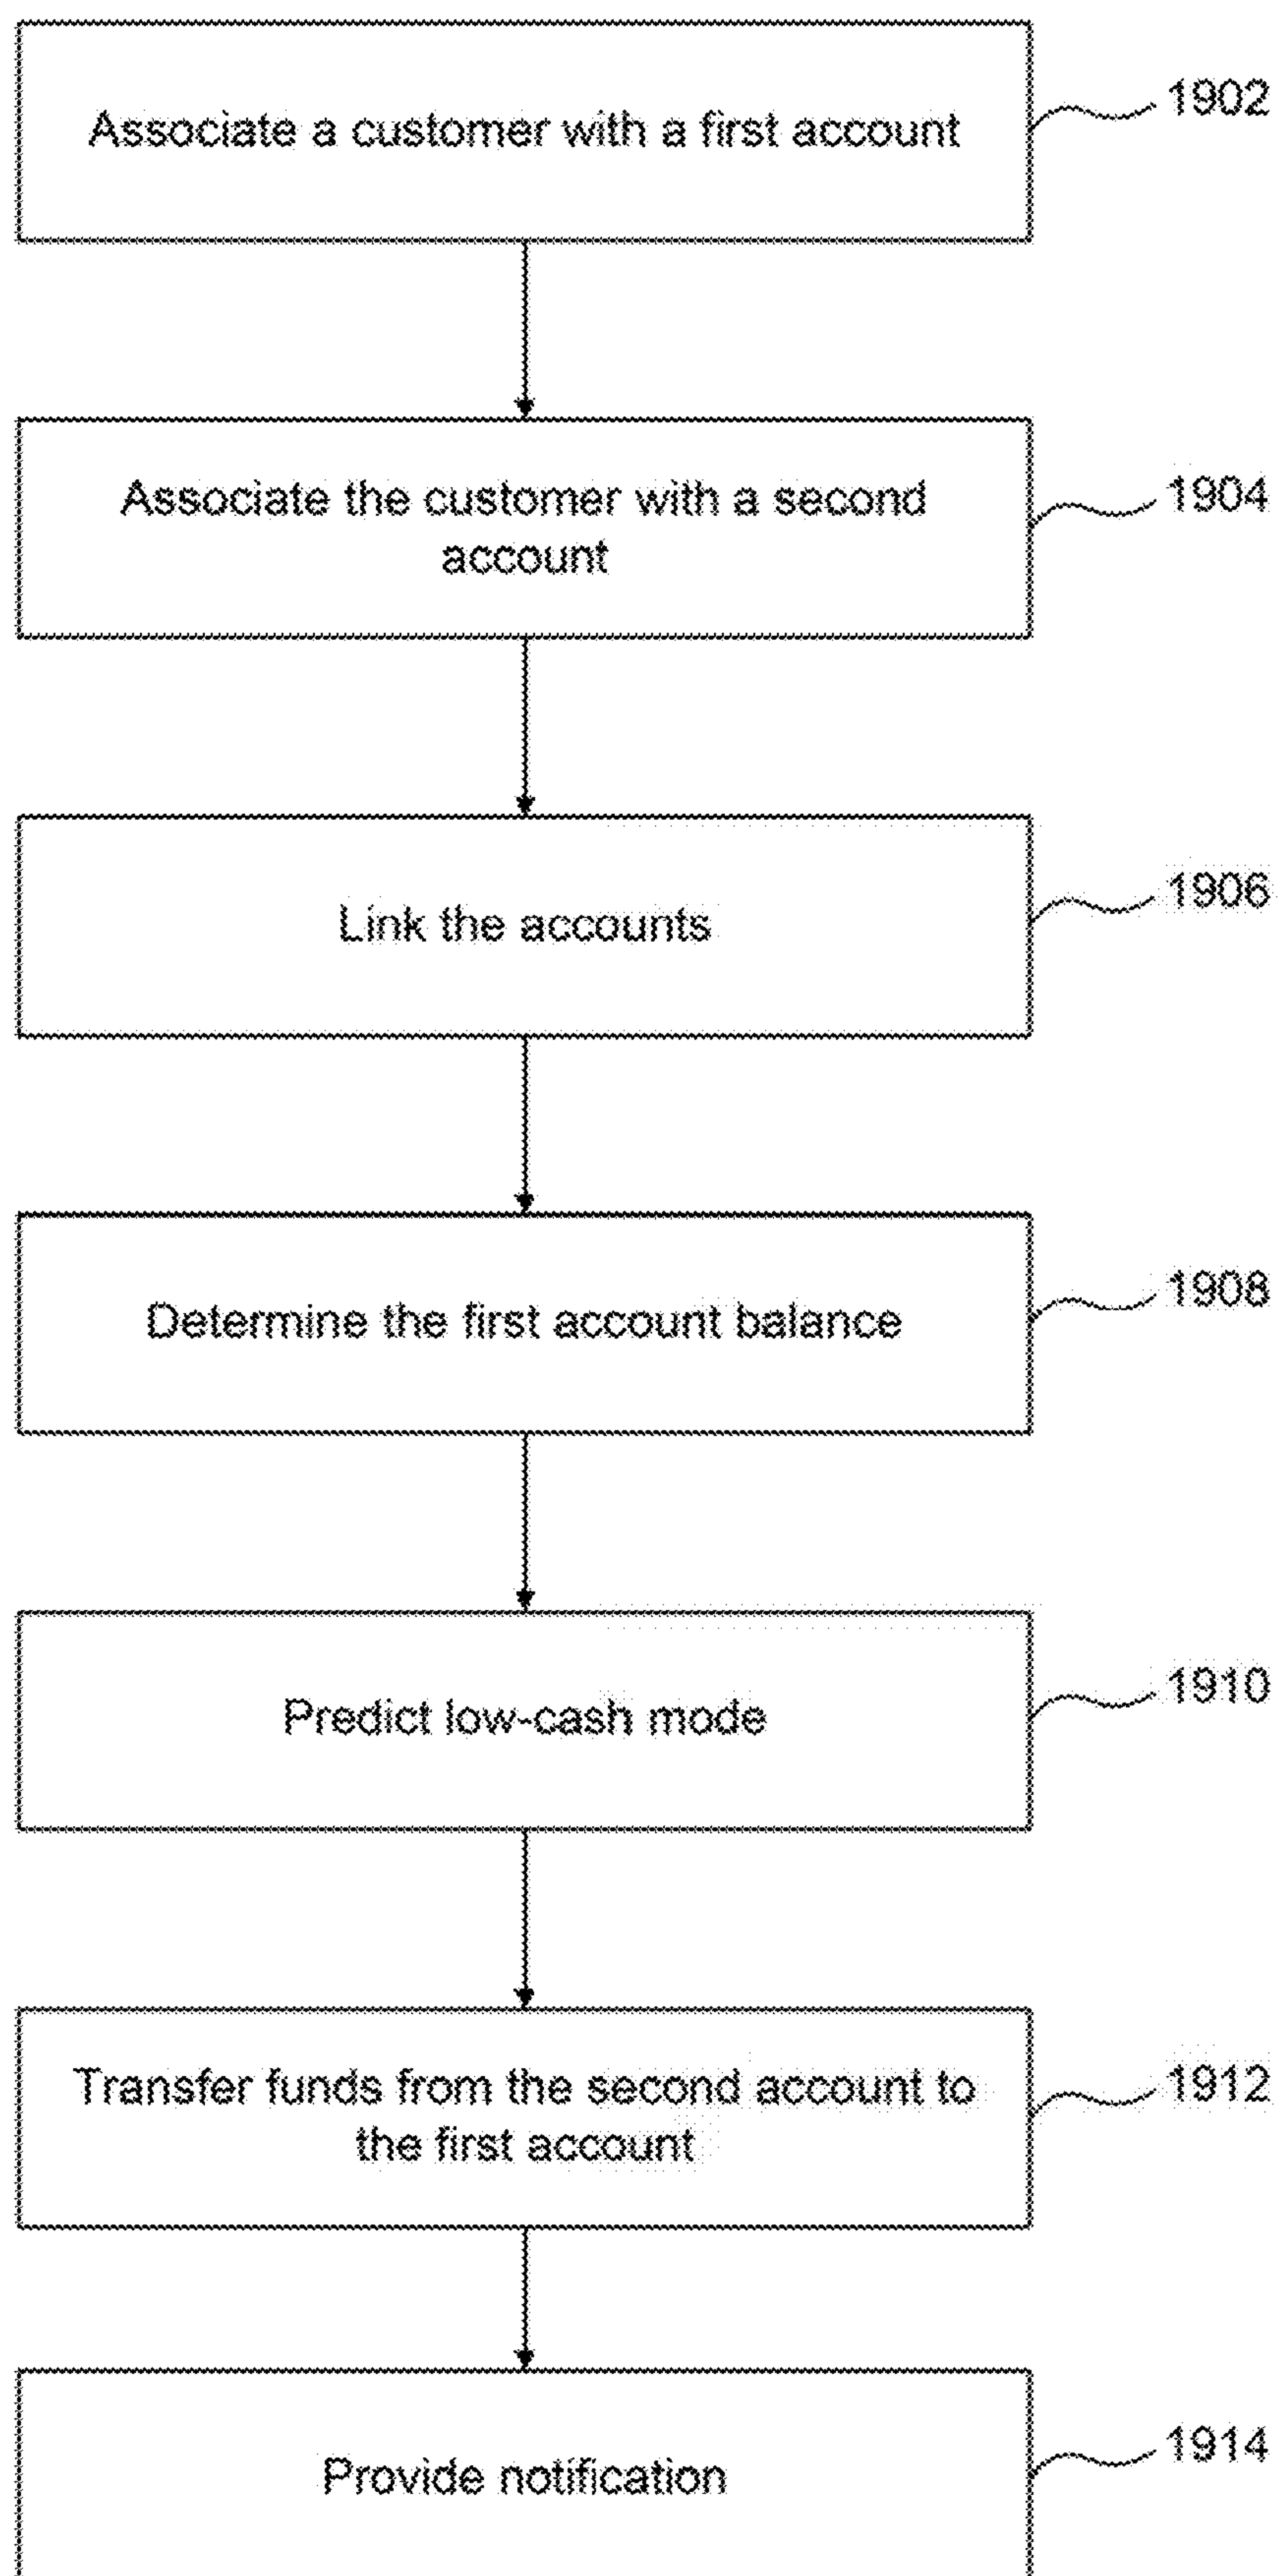 Associate a customer with a first account
1902
Associate the customer with a second
account
1904
Link the accounts
1906
Determine the first account balance
1908
Predict low-cash mode
1910
Transfer funds from the second account to
the first account
1912
Provide notification
1914